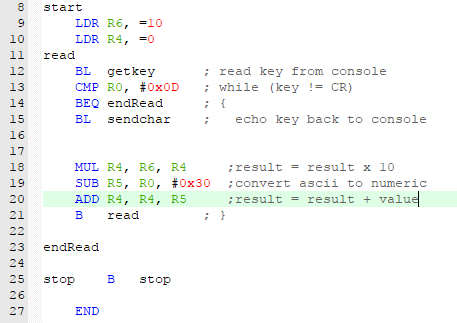 8 start
9 LDR R6, =10
10 LDR R4, =0
11 read
12 BL getkey ; read key from console
13 CMP R0, #0x0D ; while (key != CR)
14 BEQ endRead ; {
15 BL sendchar ; echo key back to console
16
17
18 MUL R4, R6, R4 ;result = result x 10
19 SUB R5, R0, #0x30 ;convert ascii to numeric
20 ADD R4, R4, R5 ;result = result + value
21 B read ; }
22
23 endRead
24
25 stop B stop
26
27 END